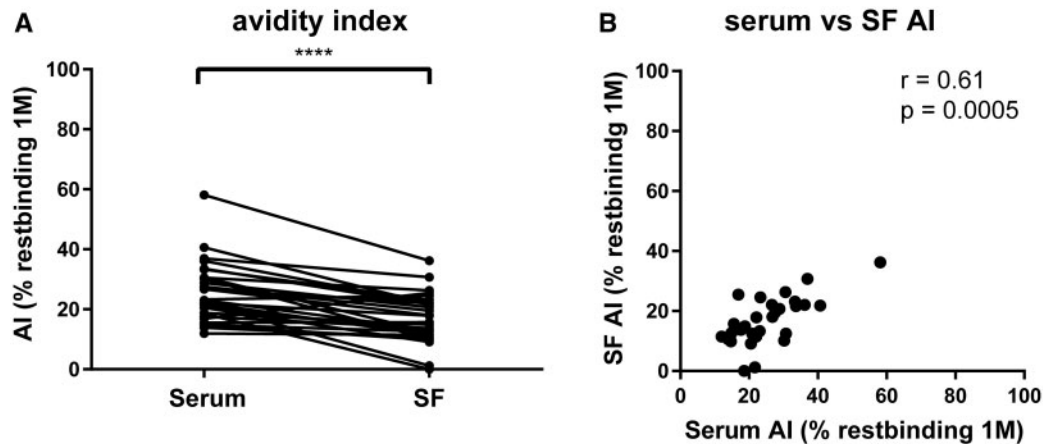 A
avidity index
****
AI (% restbinding 1M)
100
80
60
40
20
0
Serum
SF
B
serum vs SF AI
r = 0.61
p = 0.0005
SF AI (% restbinindg 1M)
100
80
60
40
20
0
0 20 40 60 80 100
Serum AI (% restbinding 1M)